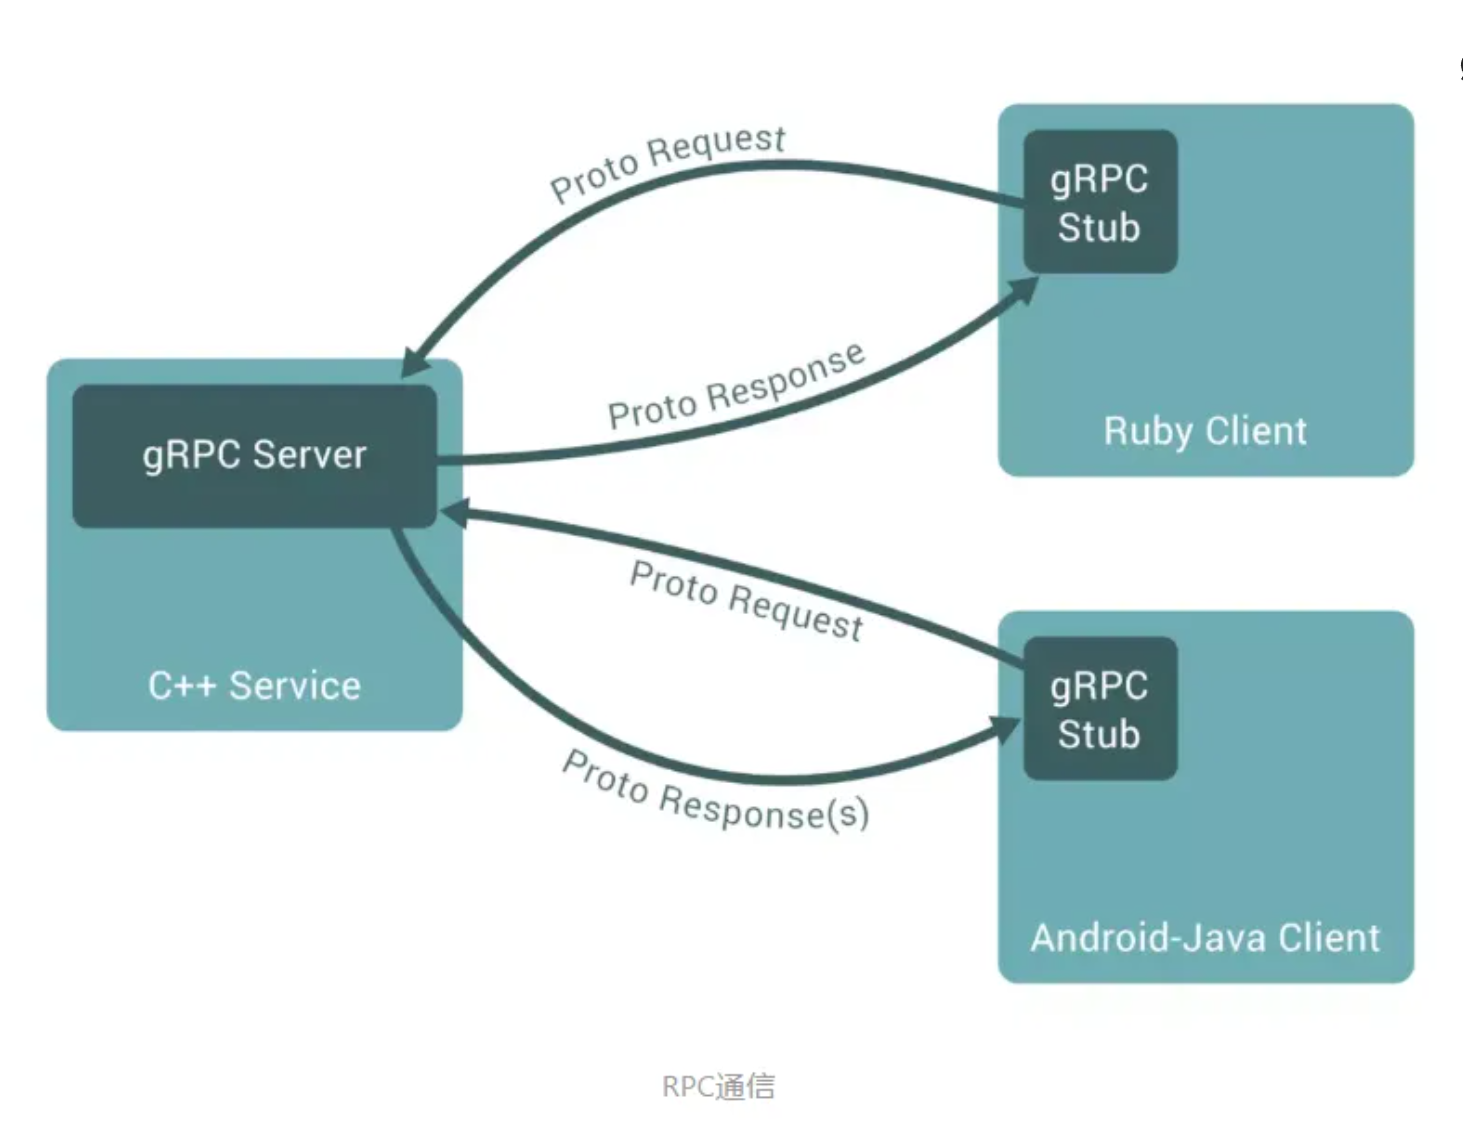 Proto Request
gRPC
Stub
Proto Response
Ruby Client
gRPC Server
C++ Service
Proto Request
gRPC
Stub
Proto Response(s)
Android-Java Client
RPC通信